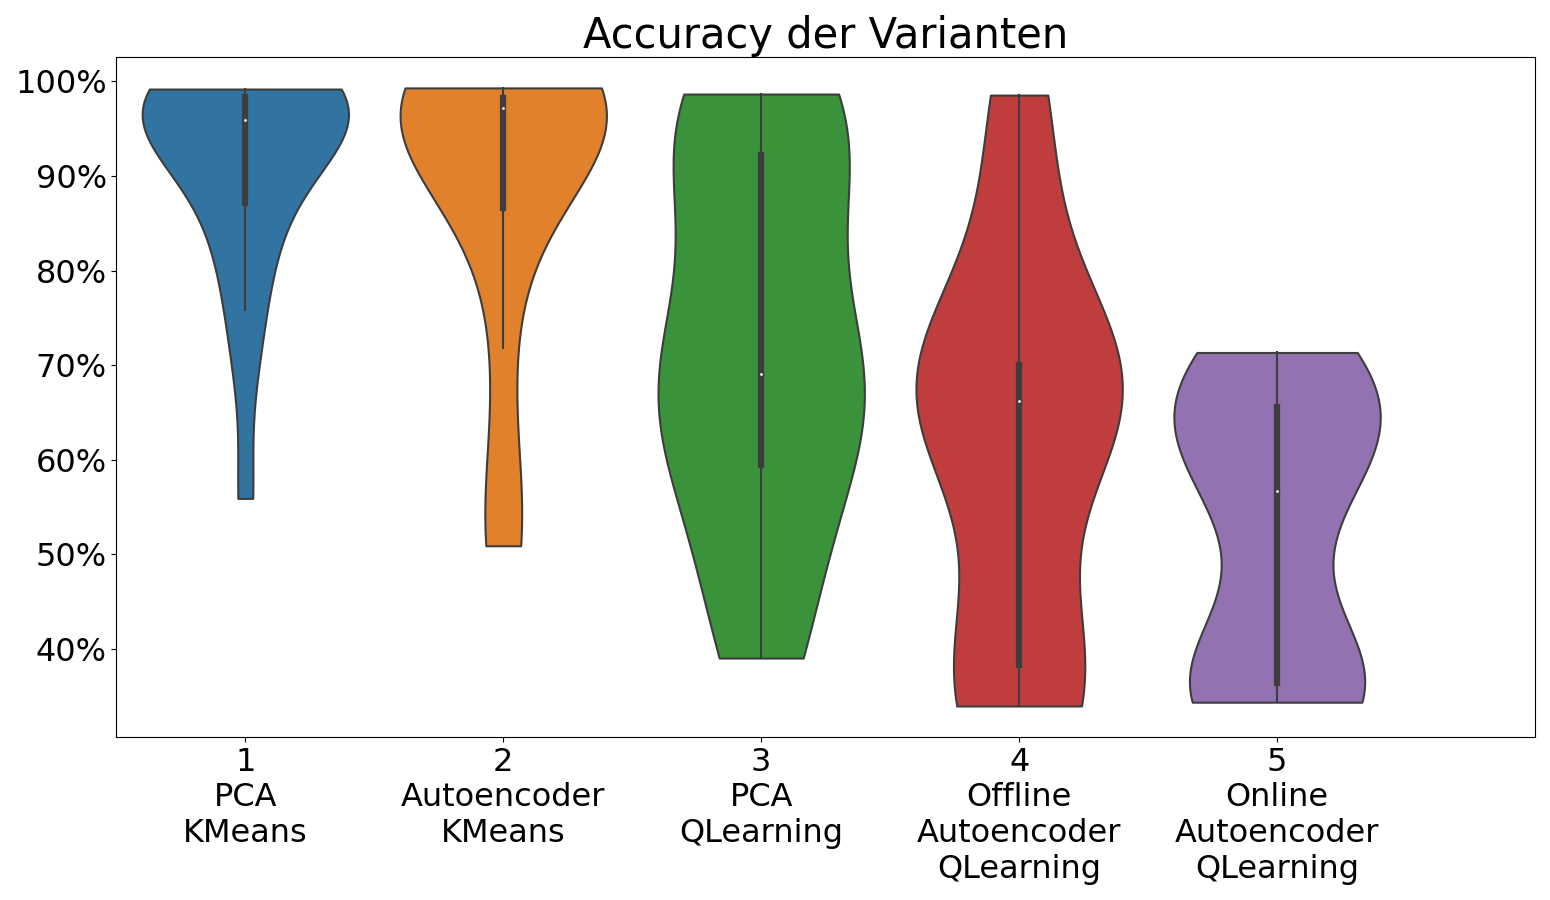 Accuracy der Varianten
100%
90%
80%
70%
60%
50%
40%
1
PCA
KMeans
2
Autoencoder
KMeans
3
PCA
QLearning
4
Offline
Autoencoder
QLearning
5
Online
Autoencoder
QLearning